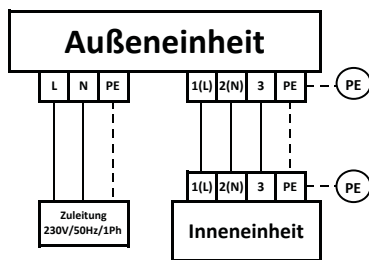 Außeneinheit
L N PE 1(L) 2(N) 3 PE PE
1(L) 2(N) 3 PE PE
Zuleitung
230V/50Hz/1Ph
Inneneinheit